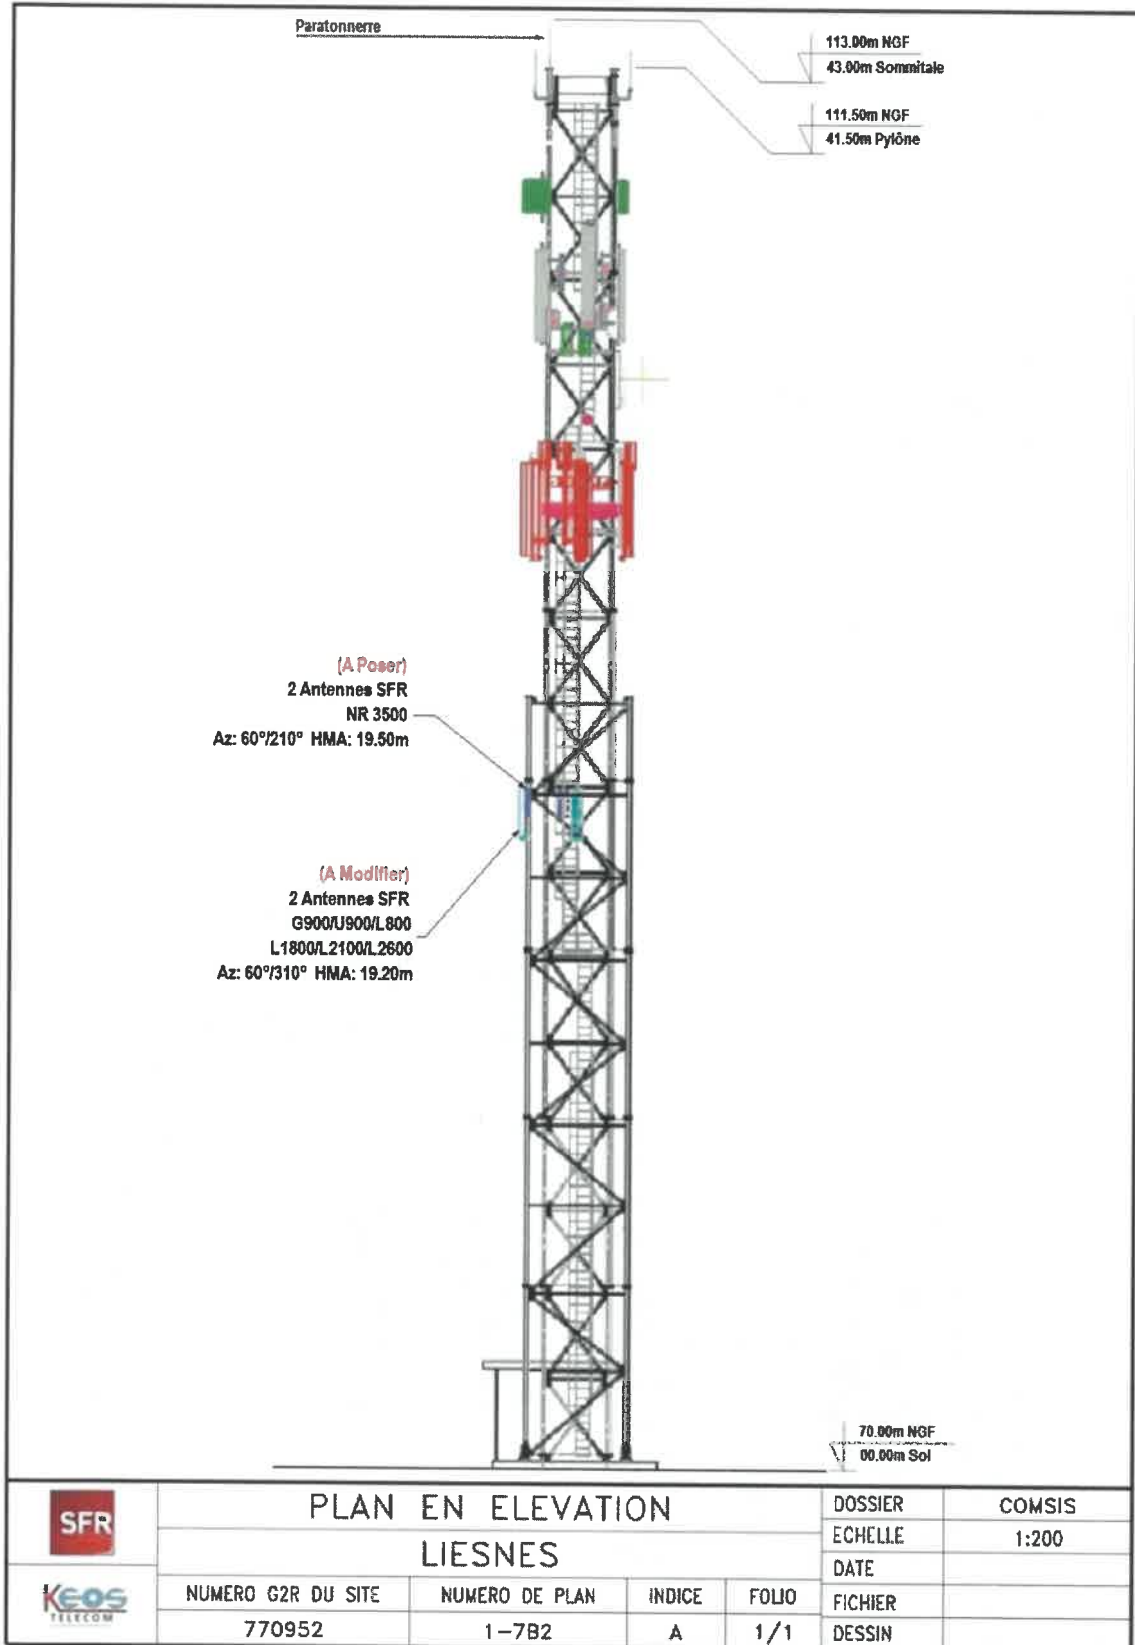 Paratonnerre
113.00m NGF
43.00m Sommitale
111.50m NGF
41.50m Pylône
(A Poser)
2 Antennes SFR
NR 3500
Az: 60°/210° HMA: 19.50m
(A Modifier)
2 Antennes SFR
G900/U900/L800
L1800/L2100/L2600
Az: 60°/310° HMA: 19.20m
70.00m NGF
00.00m Sol
SFR
KEOS
TELECOM
PLAN EN ELEVATION
LIESNES
NUMERO G2R DU SITE
NUMERO DE PLAN
INDICE
FOLIO
770952
1-7B2
A
1/1
DOSSIER
COMSIS
ECHELLE
1:200
DATE
FICHIER
DESSIN